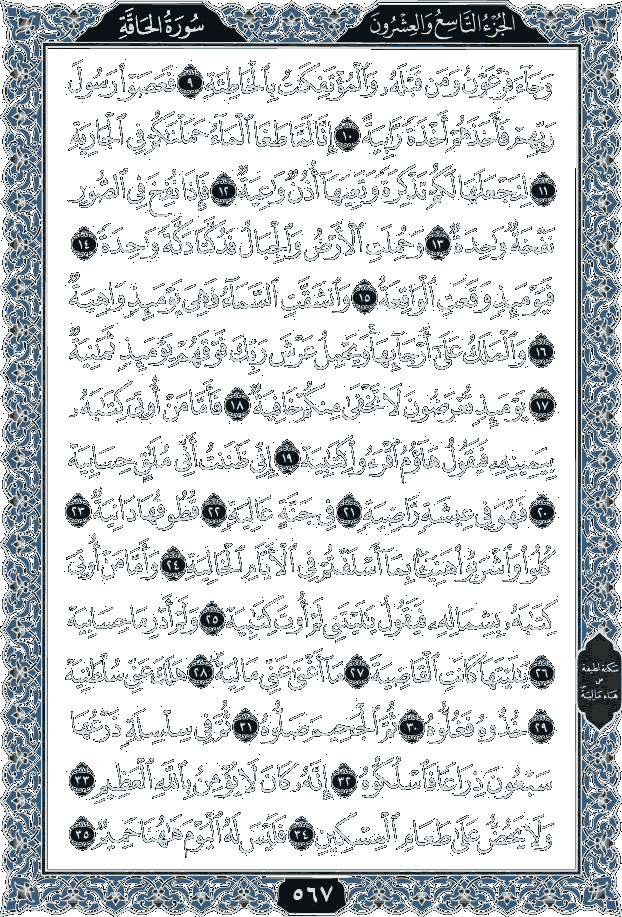 سُورَةُ الحَاقَّةِ
الجُزْءُ التَّاسِعُ وَالعِشْرُونَ
وَجَآءَ فِرْعَوْنُ وَمَن قَبْلَهُۥ وَٱلْمُؤْتَفِكَٰتُ بِٱلْخَاطِئَةِ ٩ فَعَصَوْا۟ رَسُولَ
رَبِّهِمْ فَأَخَذَهُمْ أَخْذَةً رَّابِيَةً ١٠ إِنَّا لَمَّا طَغَا ٱلْمَآءُ حَمَلْنَٰكُمْ فِى ٱلْجَارِيَةِ
١١ لِنَجْعَلَهَا لَكُمْ تَذْكِرَةً وَتَعِيَهَآ أُذُنٌ وَٰعِيَةٌ ١٢ فَإِذَا نُفِخَ فِى ٱلصُّورِ
نَفْخَةٌ وَٰحِدَةٌ ١٣ وَحُمِلَتِ ٱلْأَرْضُ وَٱلْجِبَالُ فَدُكَّتَا دَكَّةً وَٰحِدَةً ١٤
فَيَوْمَئِذٍ وَقَعَتِ ٱلْوَاقِعَةُ ١٥ وَٱنشَقَّتِ ٱلسَّمَآءُ فَهِىَ يَوْمَئِذٍ وَاهِيَةٌ
١٦ وَٱلْمَلَكُ عَلَىٰٓ أَرْجَآئِهَا وَيَحْمِلُ عَرْشَ رَبِّكَ فَوْقَهُمْ يَوْمَئِذٍ ثَمَٰنِيَةٌ
١٧ يَوْمَئِذٍ تُعْرَضُونَ لَا تَخْفَىٰ مِنكُمْ خَافِيَةٌ ١٨ فَأَمَّا مَنْ أُوتِىَ كِتَٰبَهُۥ
بِيَمِينِهِۦ فَيَقُولُ هَآؤُمُ ٱقْرَءُوا۟ كِتَٰبِيَهْ ١٩ إِنِّى ظَنَنتُ أَنِّى مُلَٰقٍ حِسَابِيَهْ
٢٠ فَهُوَ فِى عِيشَةٍ رَّاضِيَةٍ ٢١ فِى جَنَّةٍ عَالِيَةٍ ٢٢ قُطُوفُهَا دَانِيَةٌ ٢٣
كُلُوا۟ وَٱشْرَبُوا۟ هَنِيٓـًٔۢا بِمَآ أَسْلَفْتُمْ فِى ٱلْأَيَّامِ ٱلْخَالِيَةِ ٢٤ وَأَمَّا مَنْ أُوتِىَ
كِتَٰبَهُۥ بِشِمَالِهِۦ فَيَقُولُ يَٰلَيْتَنِى لَمْ أُوتَ كِتَٰبِيَهْ ٢٥ وَلَمْ أَدْرِ مَا حِسَابِيَهْ
٢٦ يَٰلَيْتَهَا كَانَتِ ٱلْقَاضِيَةَ ٢٧ مَآ أَغْنَىٰ عَنِّى مَالِيَهْ ٢٨ هَلَكَ عَنِّى سُلْطَٰنِيَهْ
٢٩ خُذُوهُ فَغُلُّوهُ ٣٠ ثُمَّ ٱلْجَحِيمَ صَلُّوهُ ٣١ ثُمَّ فِى سِلْسِلَةٍ ذَرْعُهَا
سَبْعُونَ ذِرَاعًا فَٱسْلُكُوهُ ٣٢ إِنَّهُۥ كَانَ لَا يُؤْمِنُ بِٱللَّهِ ٱلْعَظِيمِ ٣٣
وَلَا يَحُضُّ عَلَىٰ طَعَامِ ٱلْمِسْكِينِ ٣٤ فَلَيْسَ لَهُ ٱلْيَوْمَ هَٰهُنَا حَمِيمٌ ٣٥
سكتة لطيفة
هاء ماليه
٥٦٧